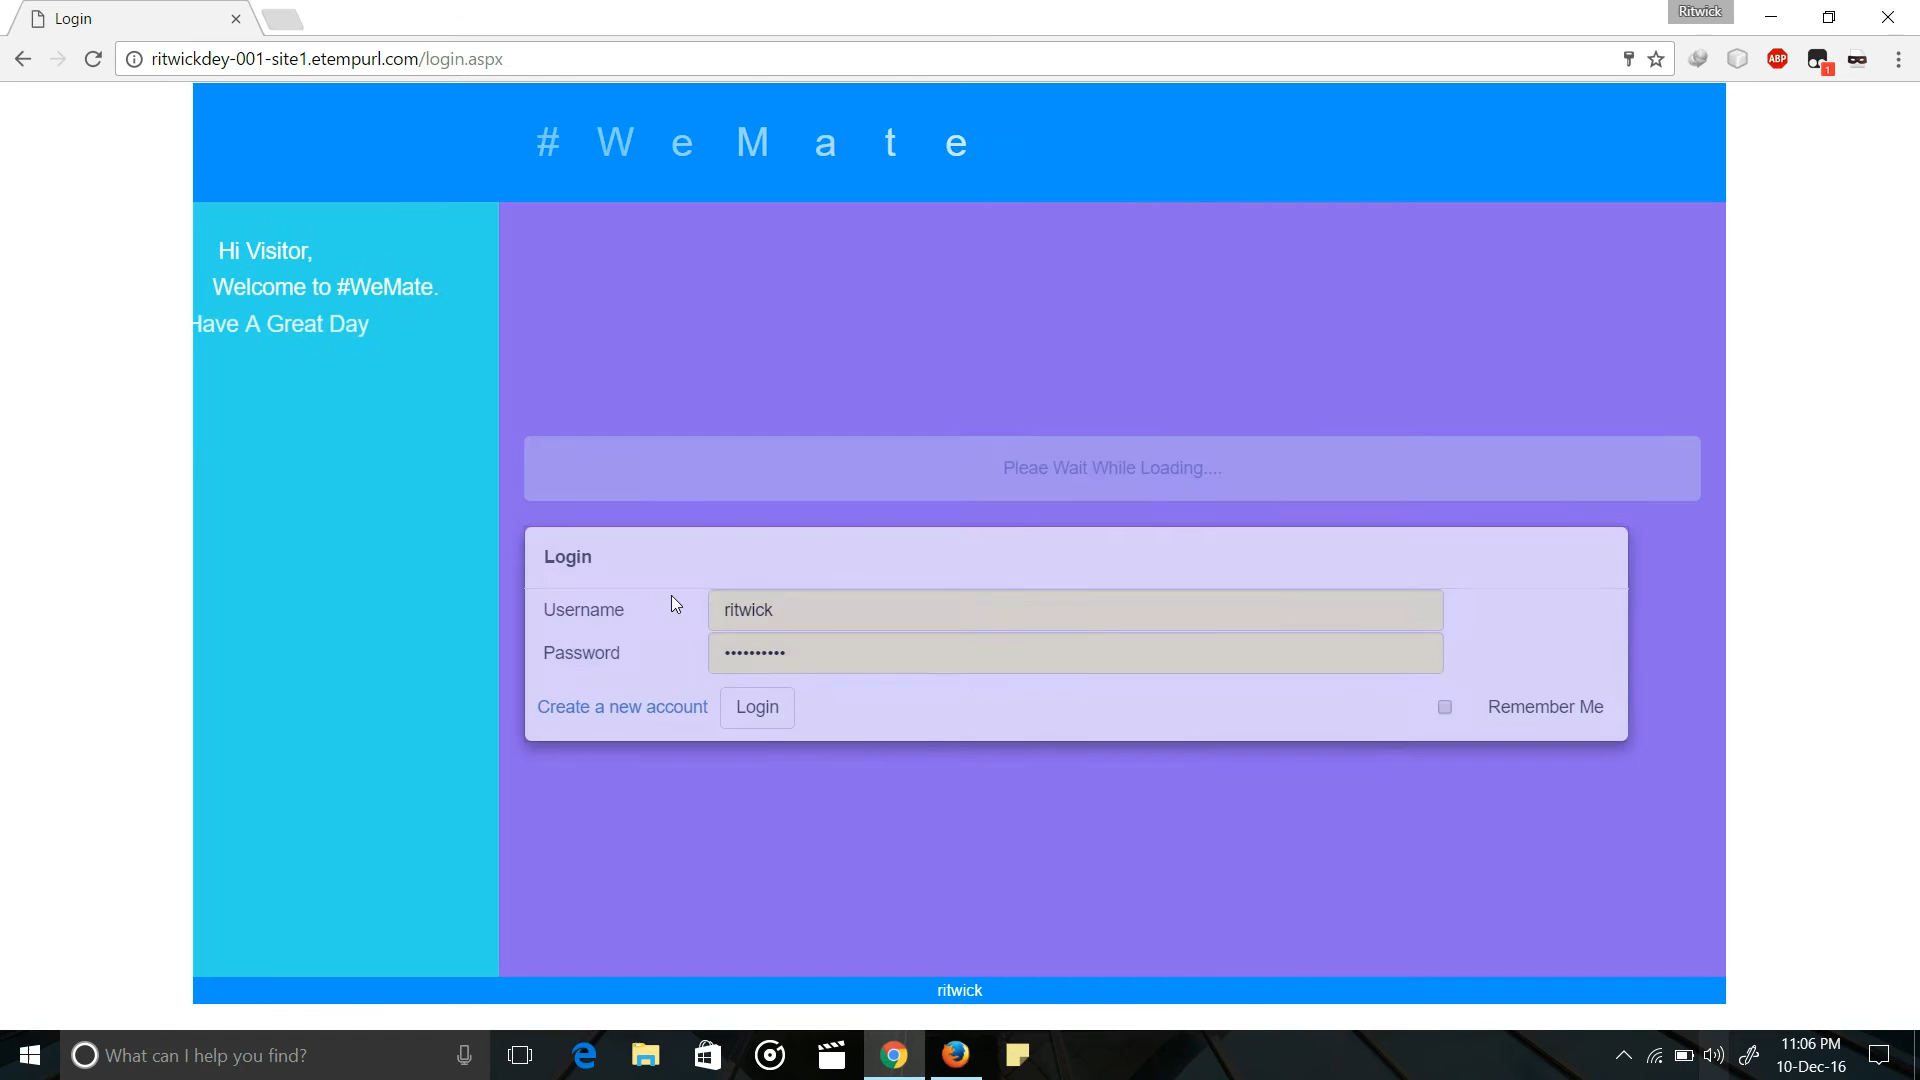 Login
Ritwick
ritwickdey-001-site1.etempurl.com/login.aspx
ABP
1
# W e M a t e
Hi Visitor,
Welcome to #WeMate.
Have A Great Day
Pleae Wait While Loading....
Login
Username
ritwick
Password
••••••••••
Create a new account
Login
Remember Me
ritwick
What can I help you find?
11:06 PM
10-Dec-16